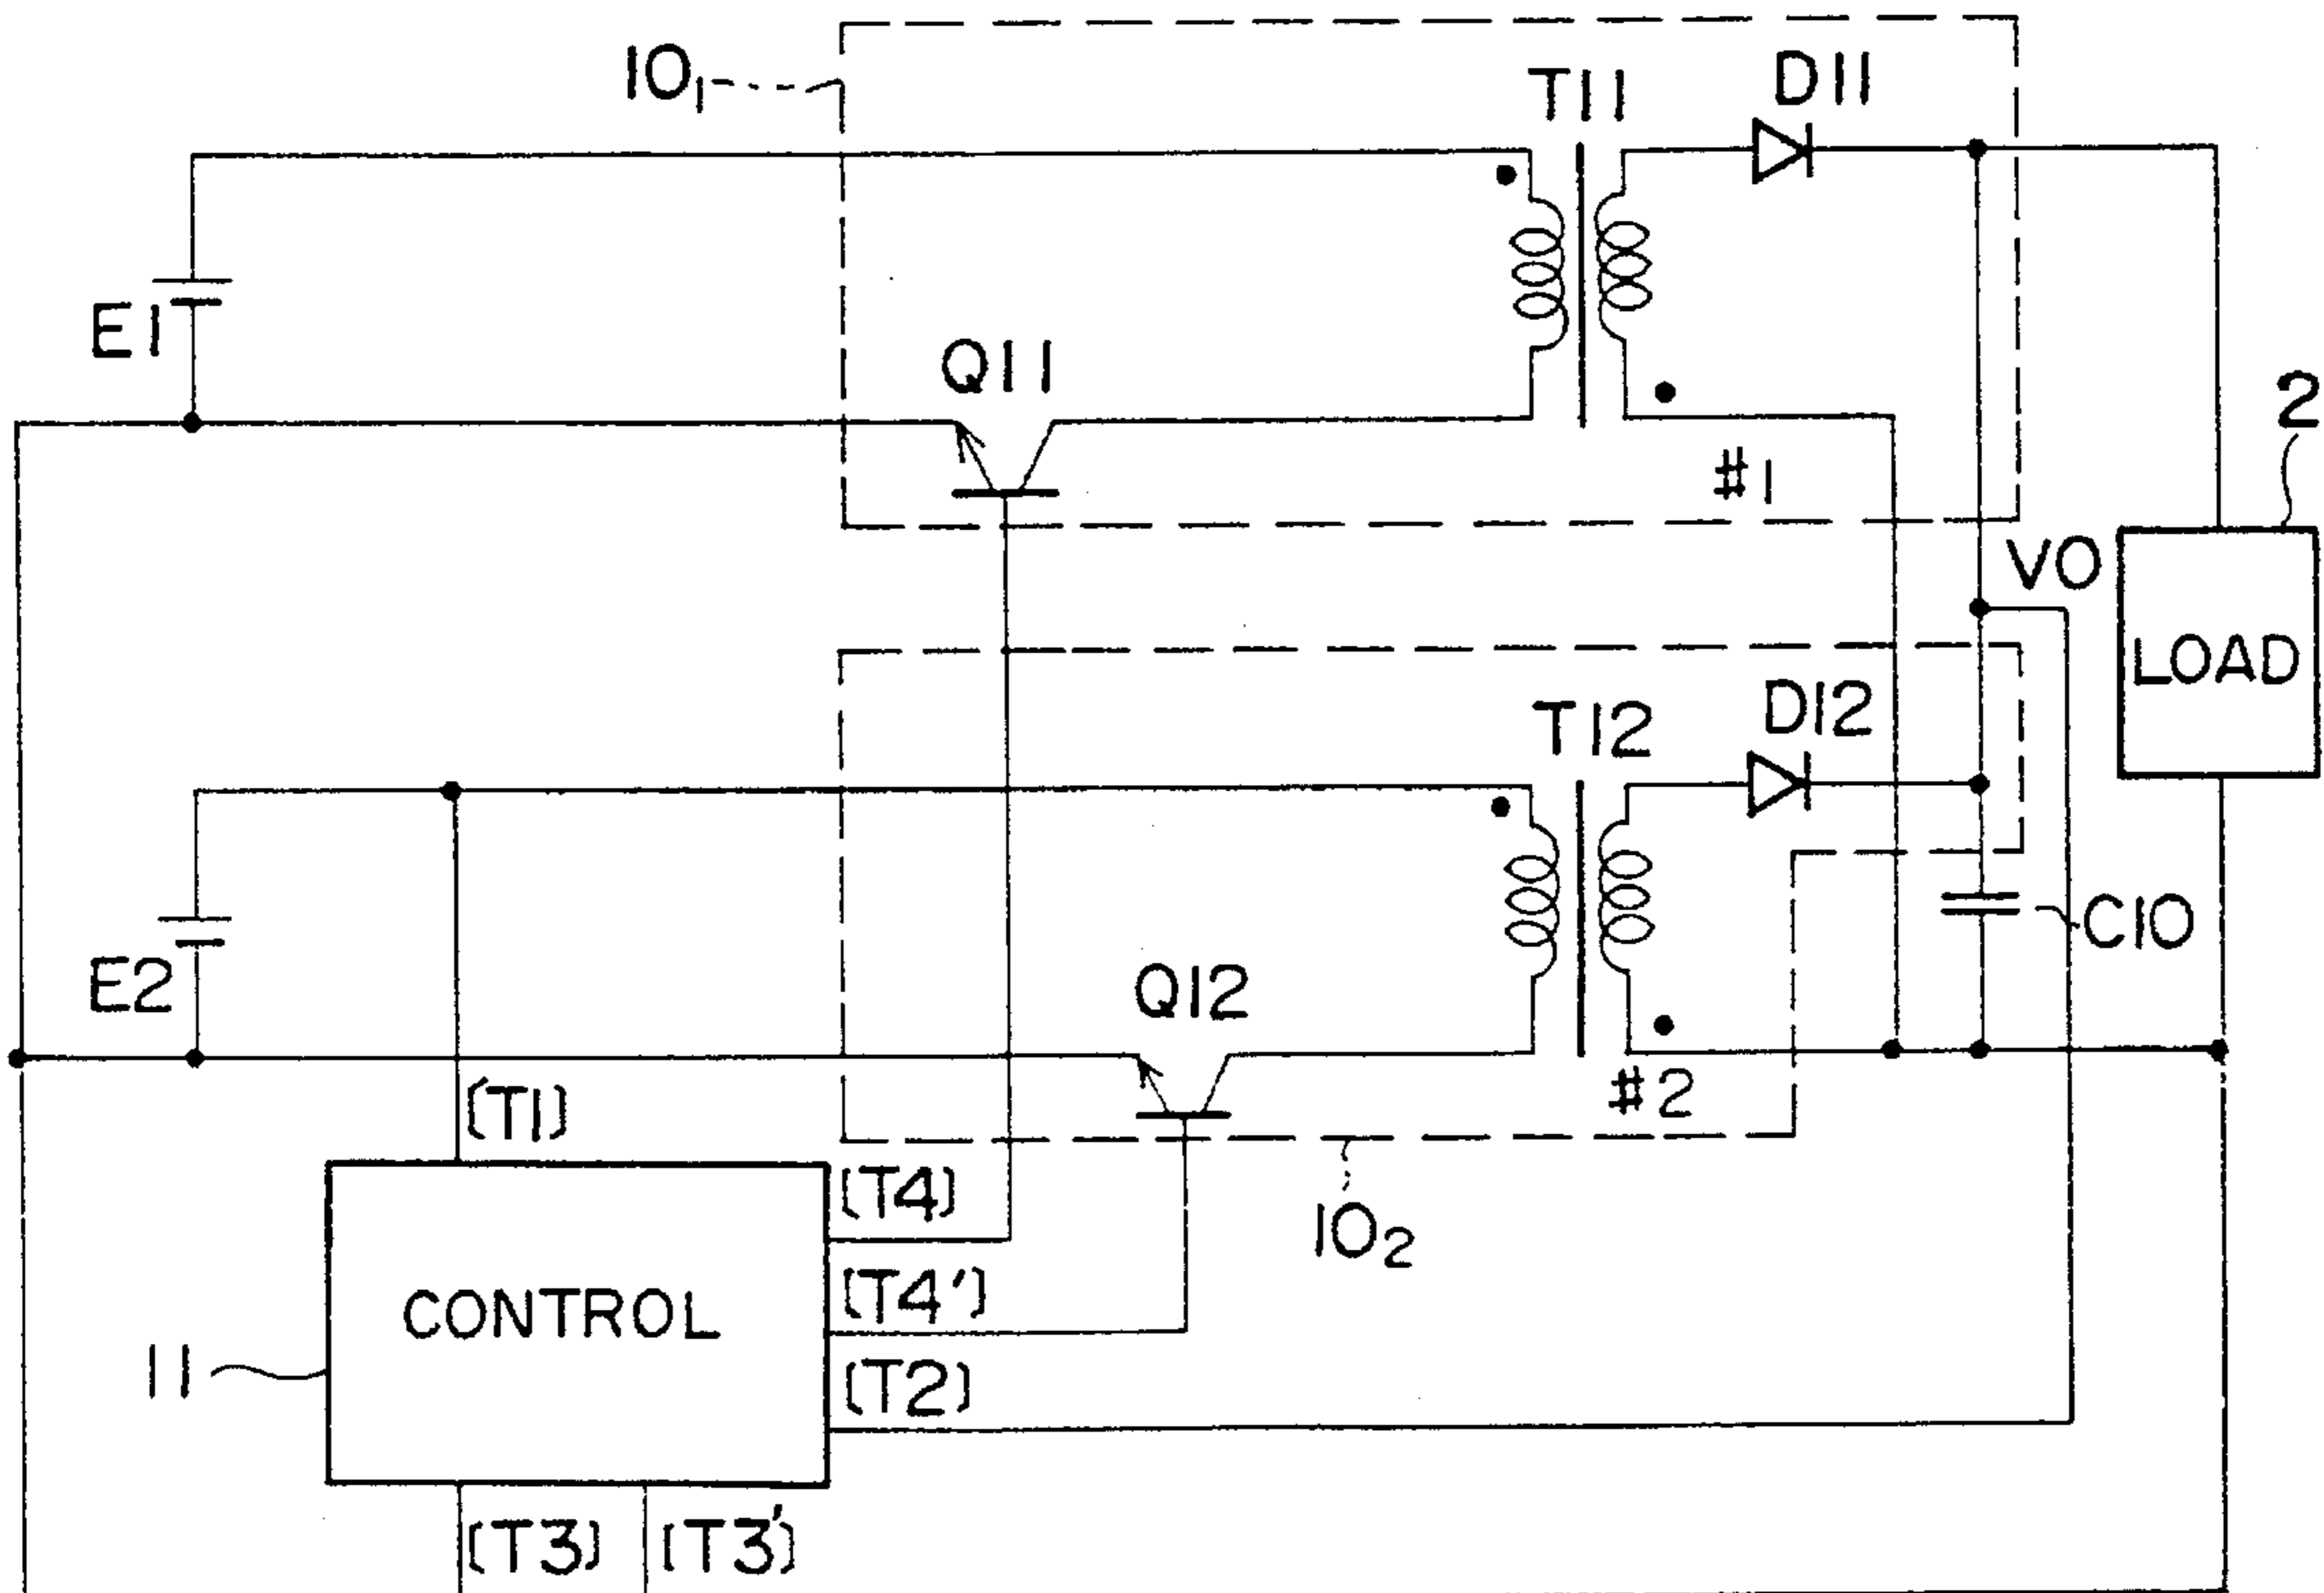 10₁
T11
D11
E1
Q11
#1
2
VO
LOAD
T12
D12
C10
E2
Q12
#2
(T1)
(T4)
10₂
(T4')
CONTROL
11
(T2)
(T3)
(T3')